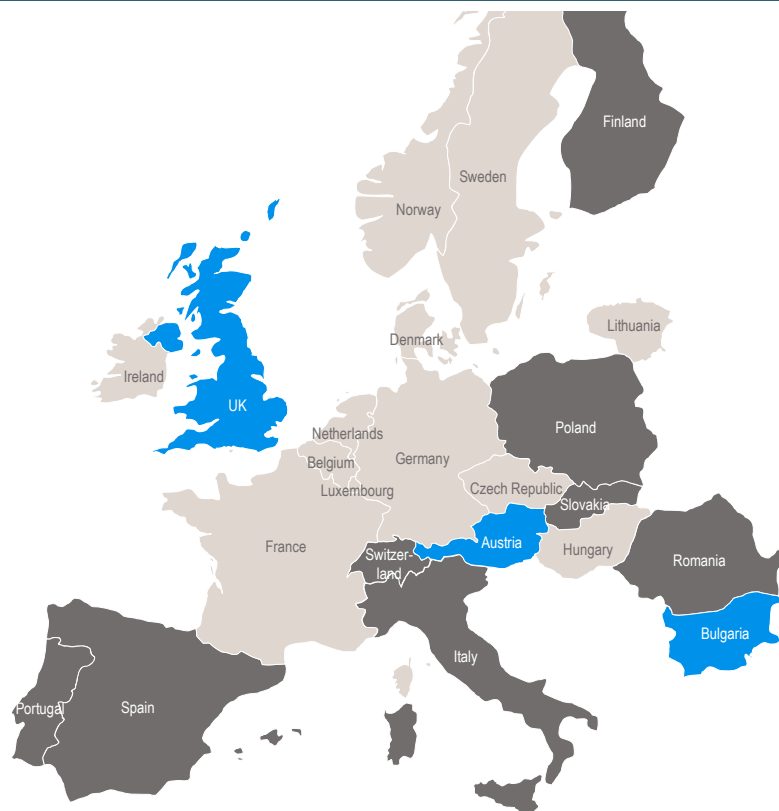 Finland
Sweden
Norway
Lithuania
Denmark
Ireland
UK
Poland
Netherlands
Germany
Belgium
Czech Republic
Luxembourg
Slovakia
Austria
France
Switzer-
land
Hungary
Romania
Bulgaria
Italy
Portugal
Spain